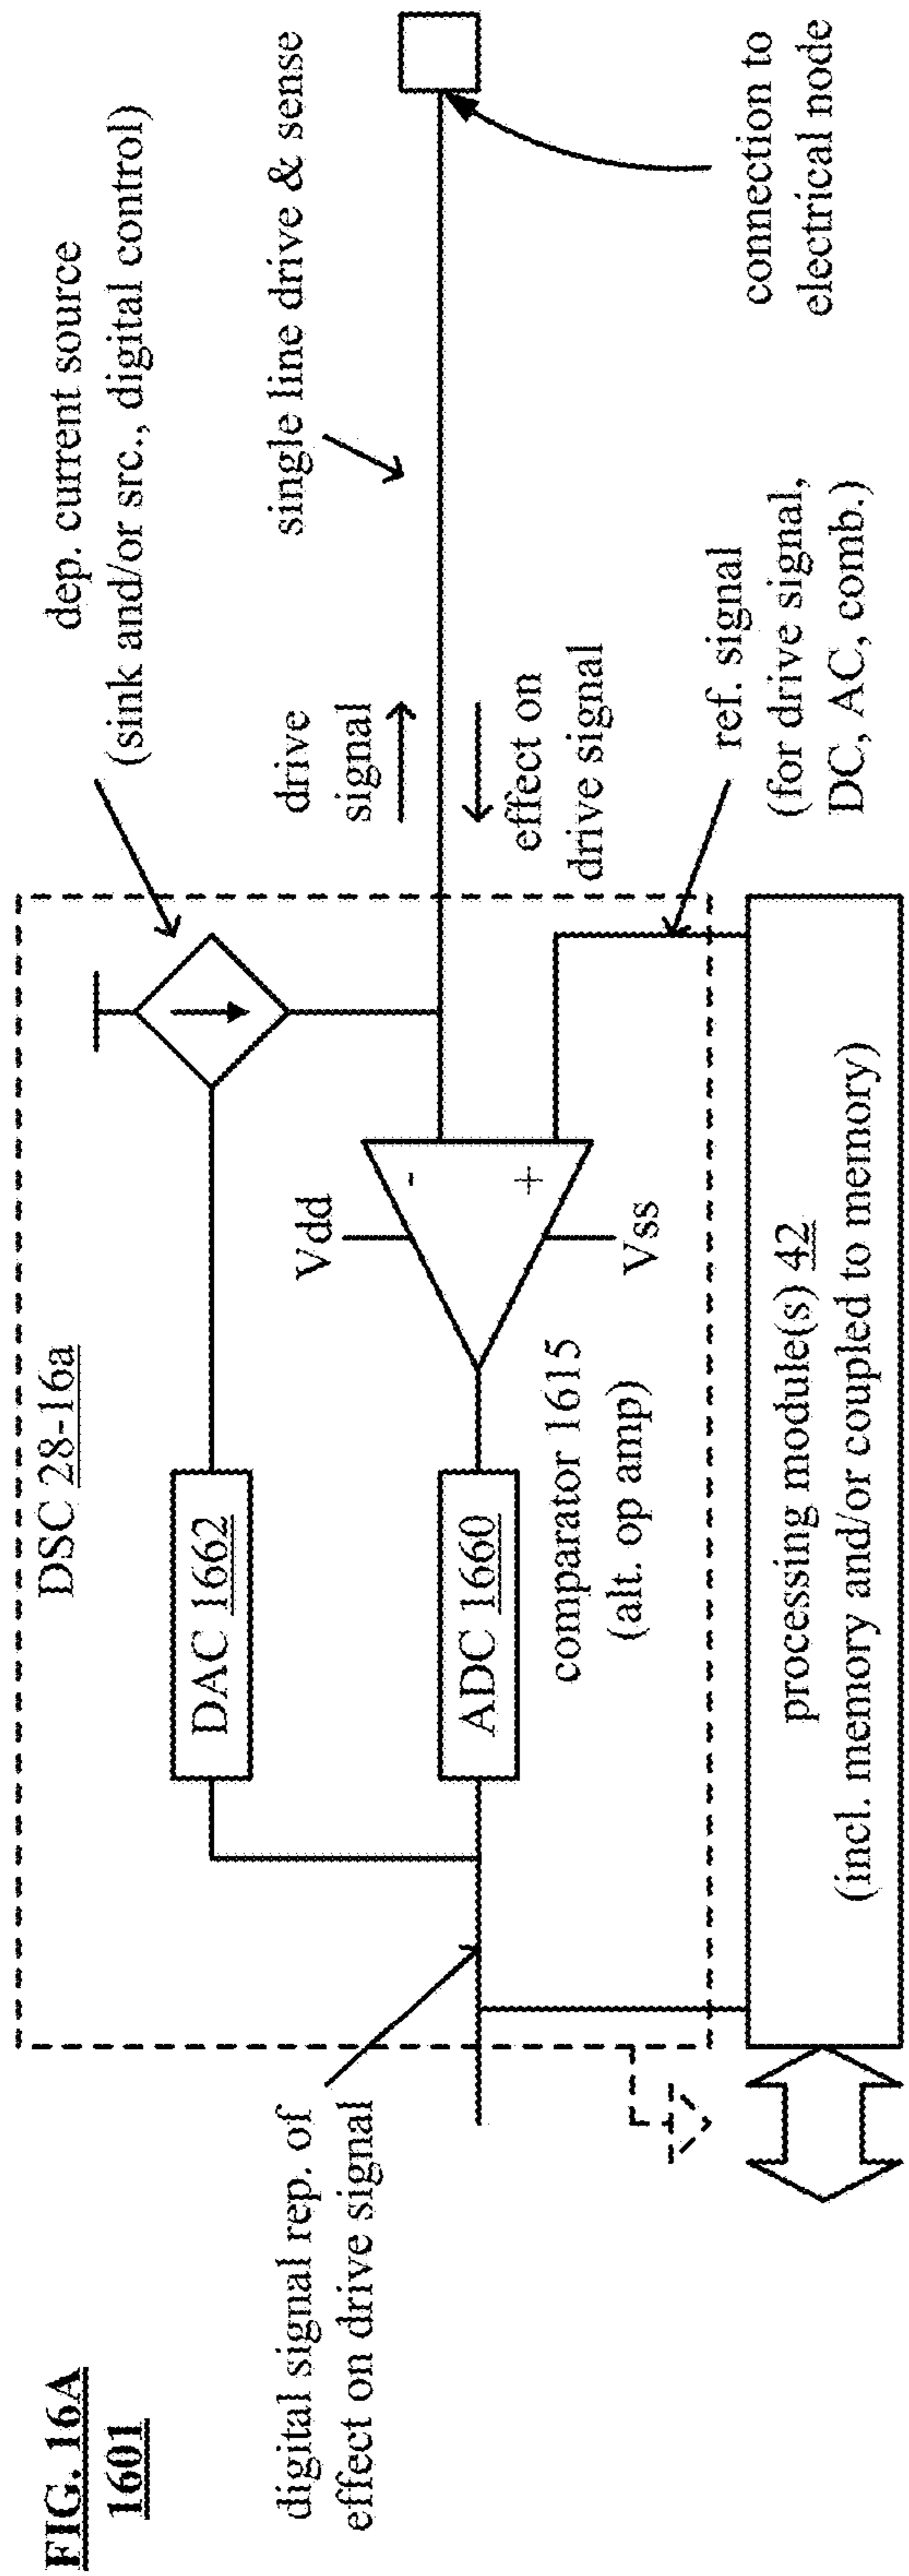 FIG. 16A
1601
DSC 28-16a
dep. current source
(sink and/or src., digital control)
DAC 1662
ADC 1660
Vdd
-
+
Vss
comparator 1615
(alt. op amp)
drive
signal
effect on
drive signal
single line drive & sense
connection to
electrical node
ref. signal
(for drive signal,
DC, AC, comb.)
digital signal rep. of
effect on drive signal
processing module(s) 42
(incl. memory and/or coupled to memory)